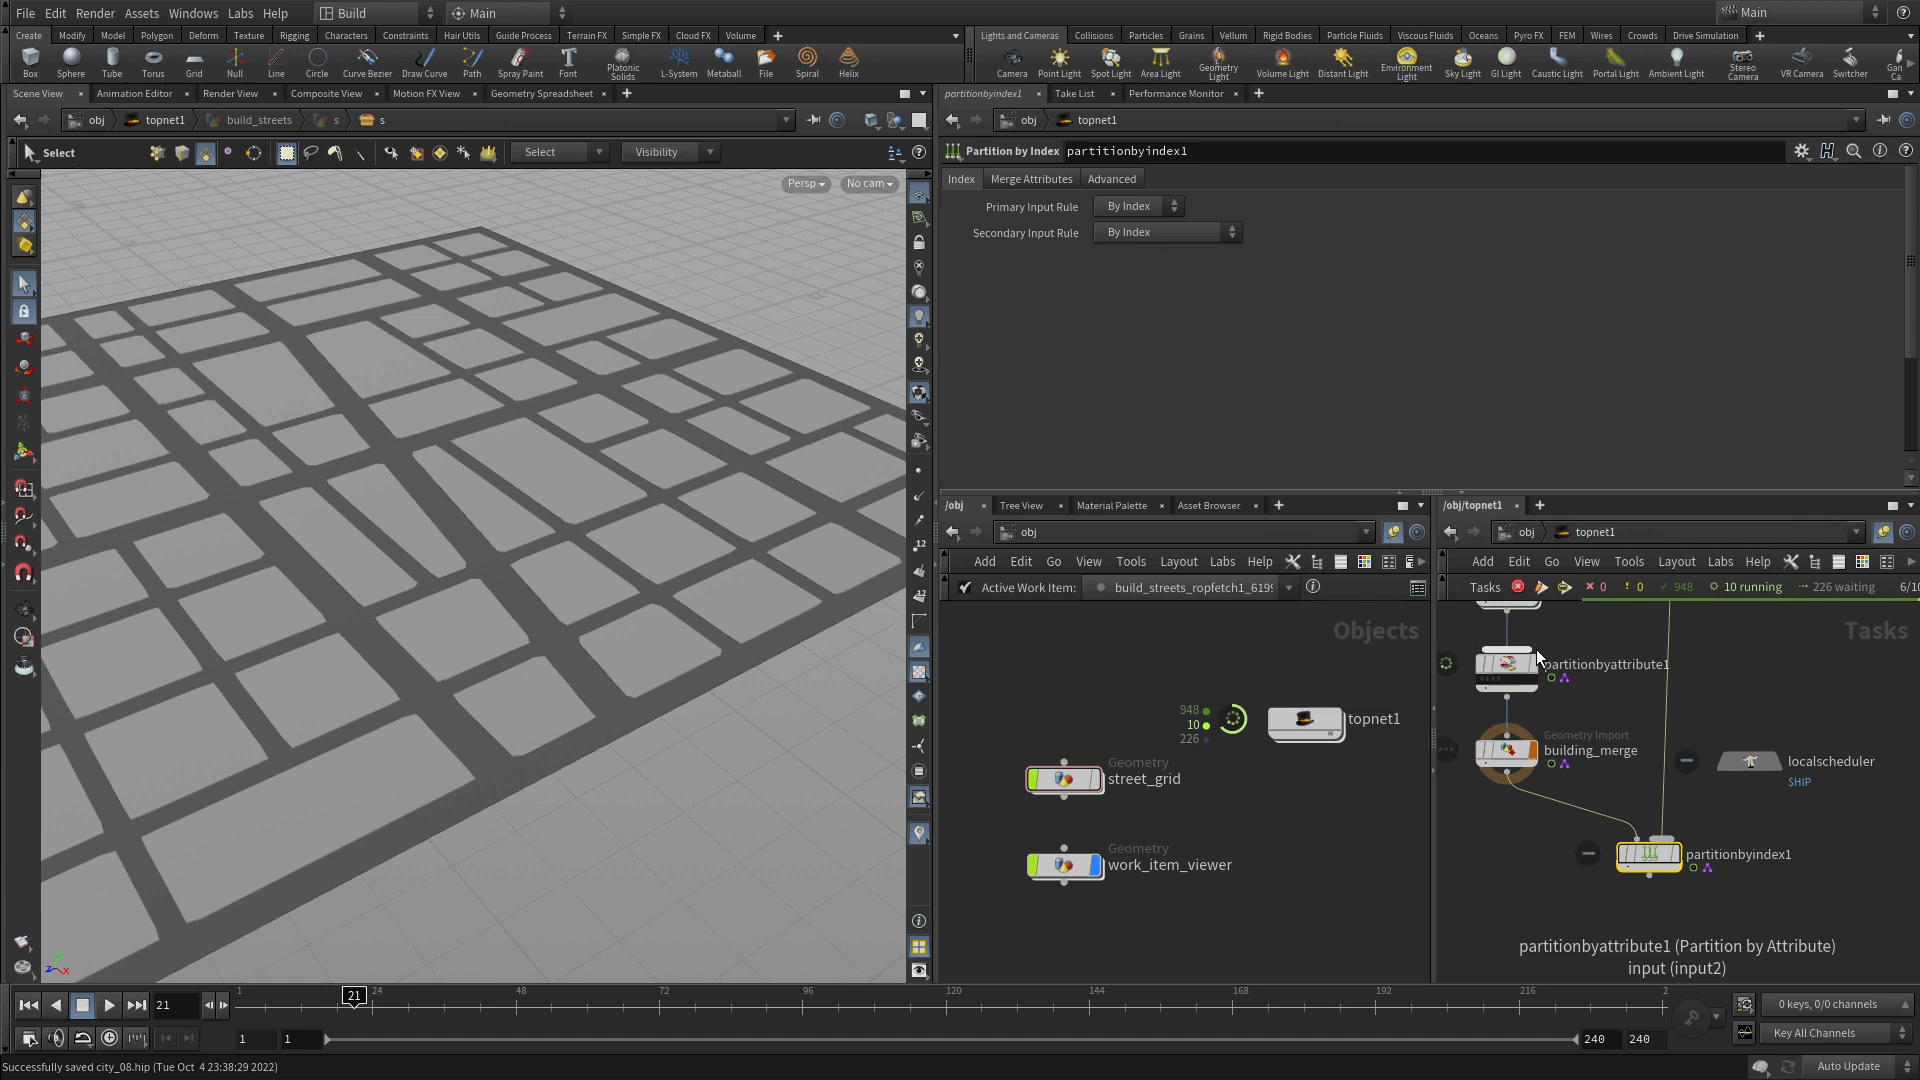 File Edit Render Assets Windows Labs Help Build Main Main
Create Modify Model Polygon Deform Texture Rigging Characters Constraints Hair Utils Guide Process Terrain FX Simple FX Cloud FX Volume
Lights and Cameras Collisions Particles Grains Vellum Rigid Bodies Particle Fluids Viscous Fluids Oceans Pyro FX FEM Wires Crowds Drive Simulation
Box Sphere Tube Torus Grid Null Line Circle Curve Bezier Draw Curve Path Spray Paint Font Platonic Solids L-System Metaball File Spiral Helix
Camera Point Light Spot Light Area Light Geometry Light Volume Light Distant Light Environment Light Sky Light GI Light Caustic Light Portal Light Ambient Light Stereo Camera VR Camera Switcher Gan Ca
Scene View Animation Editor Render View Composite View Motion FX View Geometry Spreadsheet
partitionbyindex1 Take List Performance Monitor
obj topnet1 build_streets s s
obj topnet1
Select Select Visibility
Partition by Index partitionbyindex1
Persp No cam
Index Merge Attributes Advanced
Primary Input Rule By Index
Secondary Input Rule By Index
/obj Tree View Material Palette Asset Browser
/obj/topnet1
obj
obj topnet1
Add Edit Go View Tools Layout Labs Help
Add Edit Go View Tools Layout Labs Help
Active Work Item: build_streets_ropfetch1_6199
Tasks 0 0 948 10 running 226 waiting 6/10
Objects
Tasks
partitionbyattribute1
948
10
226
topnet1
Geometry
street_grid
Geometry Import
building_merge
localscheduler
$HIP
Geometry
work_item_viewer
partitionbyindex1
partitionbyattribute1 (Partition by Attribute)
input (input2)
12
12
y
z x
21 1 21 24 48 72 96 120 144 168 192 216 2
0 keys, 0/0 channels
1 1 240 240 Key All Channels
Successfully saved city_08.hip (Tue Oct 4 23:38:29 2022) Auto Update